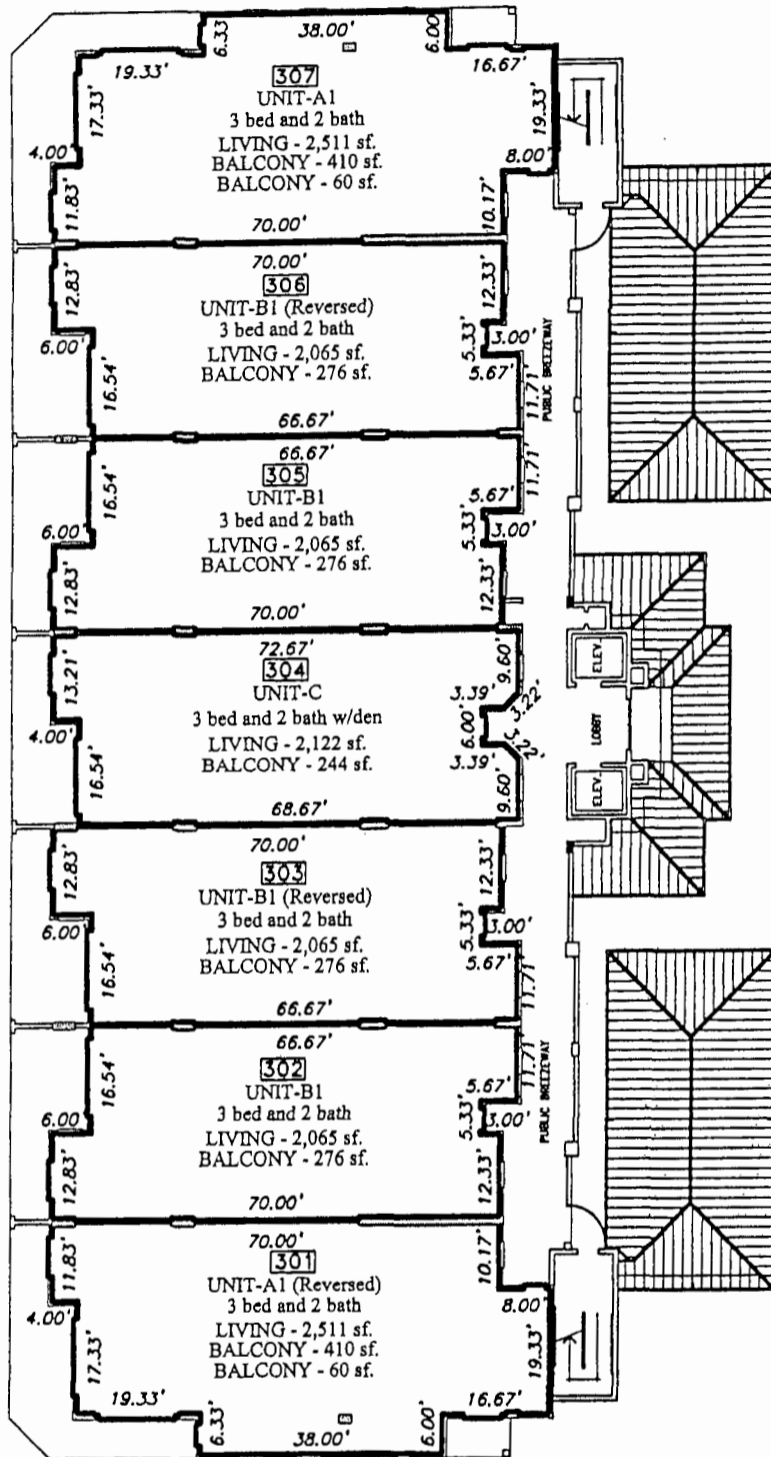 38.00'
6.33
6.00'
19.33'
16.67'
307
UNIT-A1
3 bed and 2 bath
LIVING - 2,511 sf.
BALCONY - 410 sf.
BALCONY - 60 sf.
17.33'
19.33'
4.00'
8.00'
11.83'
10.17'
70.00'
70.00'
306
UNIT-B1 (Reversed)
3 bed and 2 bath
LIVING - 2,065 sf.
BALCONY - 276 sf.
12.83'
12.33'
6.00'
5.33'
3.00'
5.67'
16.54'
11.71'
PUBLIC BREEZEWAY
66.67'
66.67'
305
UNIT-B1
3 bed and 2 bath
LIVING - 2,065 sf.
BALCONY - 276 sf.
16.54'
11.71'
5.67'
6.00'
5.33'
3.00'
12.83'
12.33'
70.00'
72.67'
304
UNIT-C
3 bed and 2 bath w/den
LIVING - 2,122 sf.
BALCONY - 244 sf.
13.21'
9.60'
3.39'
3.22'
4.00'
6.00'
3.22'
3.39'
16.54'
9.60'
ELEV.
LOBBY
ELEV.
68.67'
70.00'
303
UNIT-B1 (Reversed)
3 bed and 2 bath
LIVING - 2,065 sf.
BALCONY - 276 sf.
12.83'
12.33'
6.00'
5.33'
3.00'
5.67'
16.54'
11.71'
66.67'
66.67'
302
UNIT-B1
3 bed and 2 bath
LIVING - 2,065 sf.
BALCONY - 276 sf.
16.54'
11.71'
PUBLIC BREEZEWAY
5.67'
6.00'
5.33'
3.00'
12.83'
12.33'
70.00'
70.00'
301
UNIT-A1 (Reversed)
3 bed and 2 bath
LIVING - 2,511 sf.
BALCONY - 410 sf.
BALCONY - 60 sf.
11.83'
10.17'
4.00'
8.00'
17.33'
19.33'
19.33'
16.67'
6.33'
6.00'
38.00'